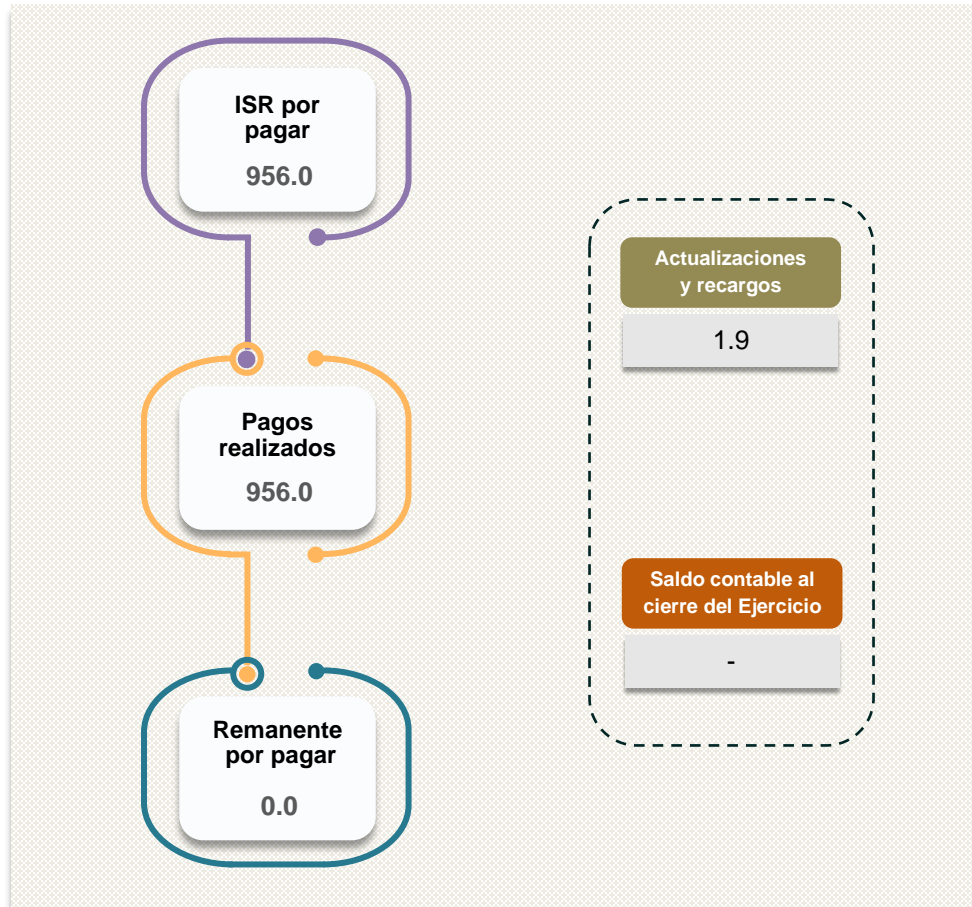 ISR por
pagar
956.0
Pagos
realizados
956.0
Remanente
por pagar
0.0
Actualizaciones
y recargos
1.9
Saldo contable al
cierre del Ejercicio
-